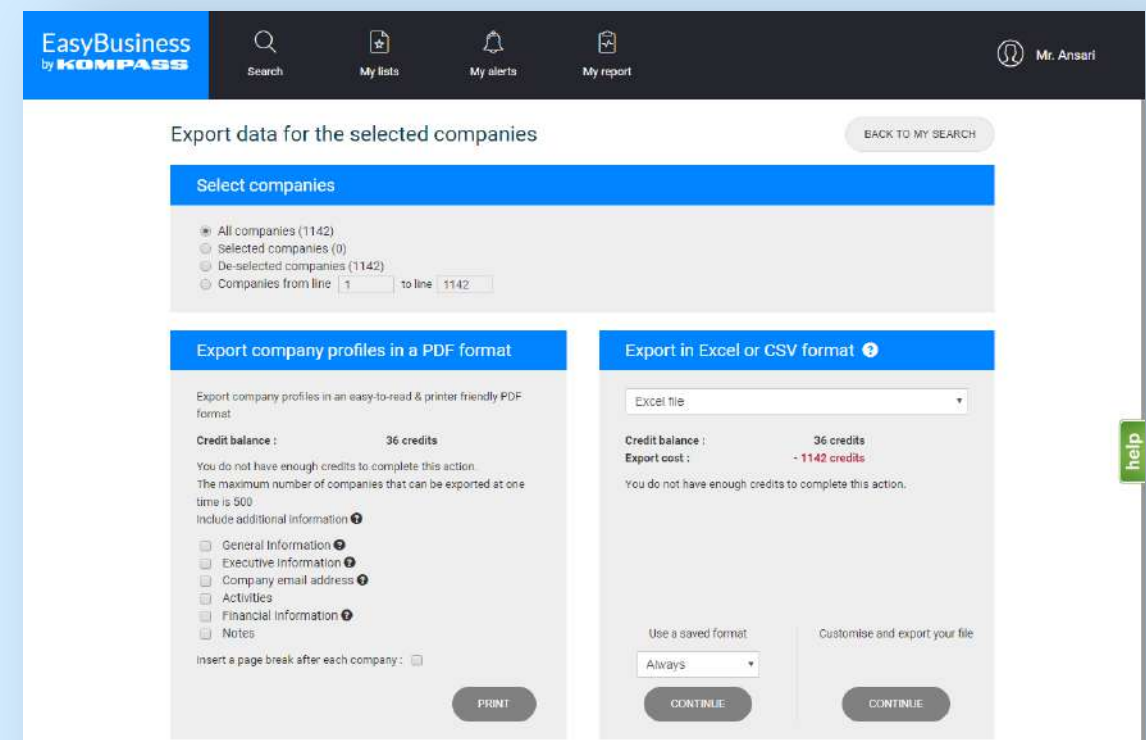 EasyBusiness
by KOMPASS
Search
My lists
My alerts
My report
Mr. Ansari
Export data for the selected companies
BACK TO MY SEARCH
Select companies
All companies (1142)
Selected companies (0)
De-selected companies (1142)
Companies from line 1 to line 1142
Export company profiles in a PDF format
Export company profiles in an easy-to-read & printer friendly PDF
format
Credit balance : 36 credits
You do not have enough credits to complete this action.
The maximum number of companies that can be exported at one
time is 500
Include additional information ?
General Information ?
Executive Information ?
Company email address ?
Activities
Financial Information ?
Notes
Insert a page break after each company :
PRINT
Export in Excel or CSV format ?
Excel file
Credit balance : 36 credits
Export cost : - 1142 credits
You do not have enough credits to complete this action.
Use a saved format
Always
CONTINUE
Customise and export your file
CONTINUE
help